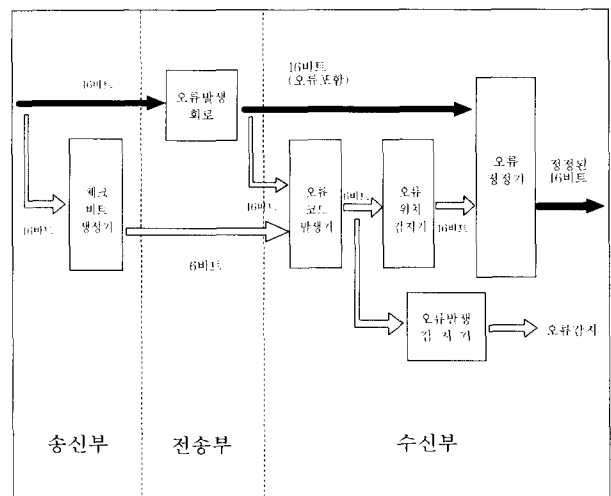 16비트
오류발생
회로
16비트
(오류포함)
오류
정정기
정정된
16비트
16비트
체크
비트
생성기
6비트
16비트
오류
코드
발생기
6비트
오류
위치
감지기
16비트
오류발생
감 지 기
오류감지
송신부
전송부
수신부